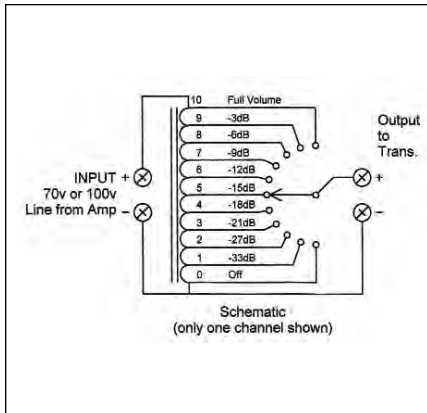 10 Full Volume
9 -3dB
8 -6dB
7 -9dB
6 -12dB
5 -15dB
4 -18dB
3 -21dB
2 -27dB
1 -33dB
0 Off
INPUT +
70v or 100v
Line from Amp -
Output
to
Trans.
+
-
Schematic
(only one channel shown)